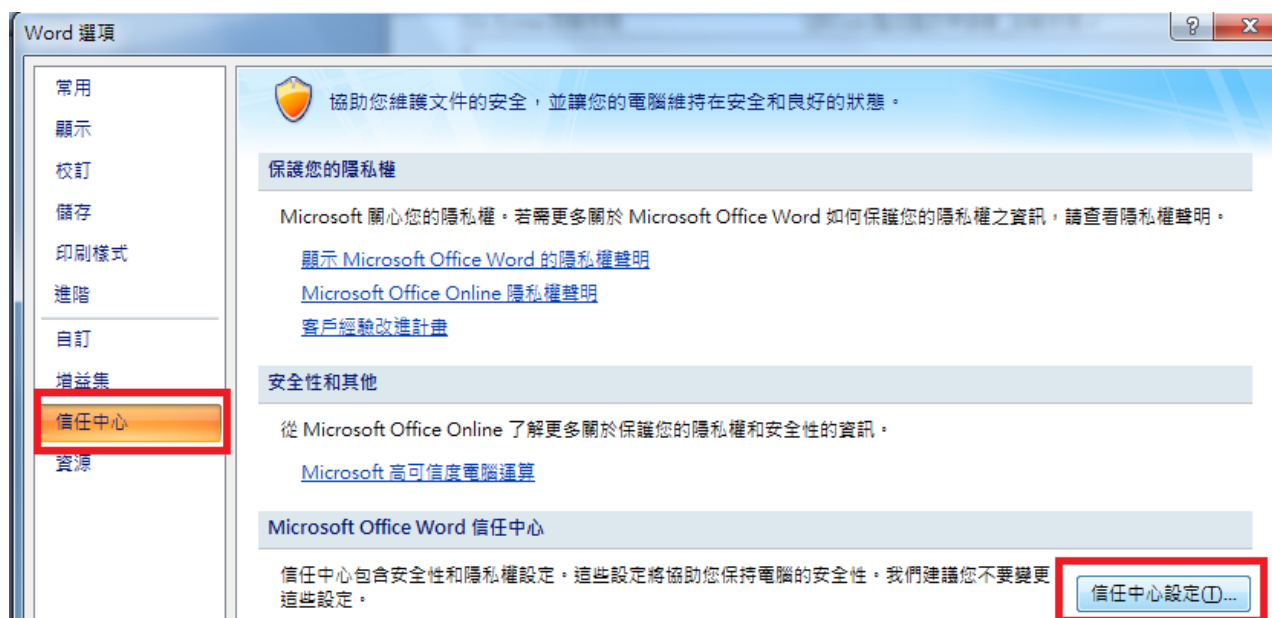 Word 選項
常用
顯示
校訂
儲存
印刷樣式
進階
自訂
增益集
信任中心
資源
協助您維護文件的安全，並讓您的電腦維持在安全和良好的狀態。
保護您的隱私權
Microsoft 關心您的隱私權。若需更多關於 Microsoft Office Word 如何保護您的隱私權之資訊，請查看隱私權聲明。
顯示 Microsoft Office Word 的隱私權聲明
Microsoft Office Online 隱私權聲明
客戶經驗改進計畫
安全性和其他
從 Microsoft Office Online 了解更多關於保護您的隱私權和安全性的資訊。
Microsoft 高可信度電腦運算
Microsoft Office Word 信任中心
信任中心包含安全性和隱私權設定。這些設定將協助您保持電腦的安全性。我們建議您不要變更
這些設定。
信任中心設定(T)...